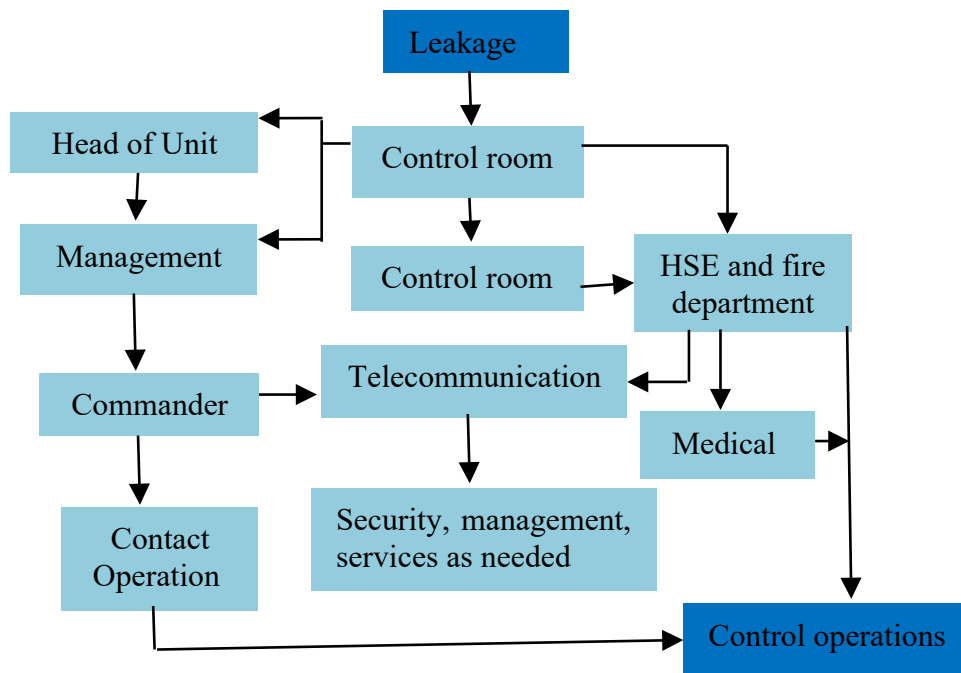 Leakage
Head of Unit
Control room
Management
Control room
HSE and fire
department
Telecommunication
Commander
Medical
Security, management,
services as needed
Contact
Operation
Control operations